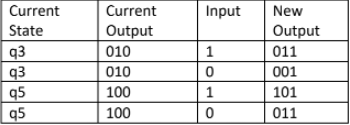 Current State | Current Output | Input | New Output
q3 | 010 | 1 | 011
q3 | 010 | 0 | 001
q5 | 100 | 1 | 101
q5 | 100 | 0 | 011